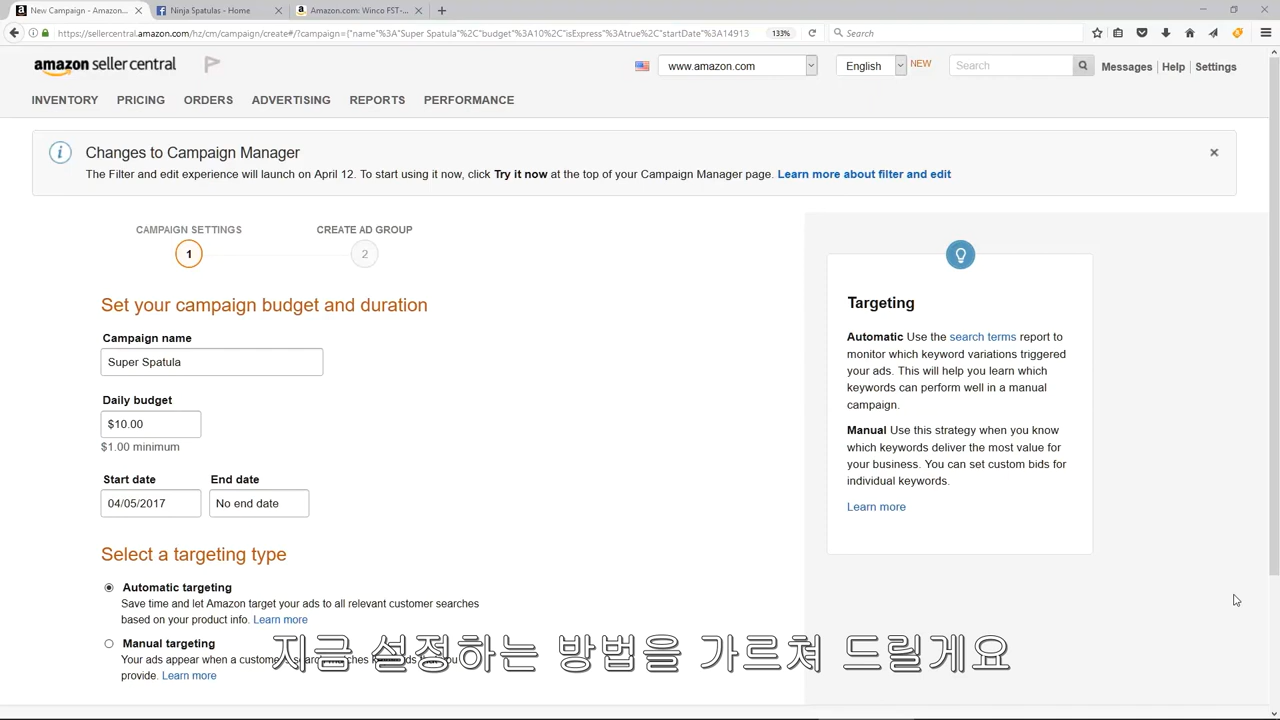 New Campaign - Amazon...
Ninja Spatulas - Home
Amazon.com: Winco FST-...
https://sellercentral.amazon.com/hz/cm/campaign/create#/?campaign={"name"%3A"Super Spatula"%2C"budget"%3A10%2C"isExpress"%3Atrue%2C"startDate"%3A14913
133%
Search
amazon seller central
www.amazon.com
English
NEW
Search
Messages | Help | Settings
INVENTORY PRICING ORDERS ADVERTISING REPORTS PERFORMANCE
Changes to Campaign Manager
The Filter and edit experience will launch on April 12. To start using it now, click Try it now at the top of your Campaign Manager page. Learn more about filter and edit
CAMPAIGN SETTINGS
CREATE AD GROUP
1
2
Set your campaign budget and duration
Campaign name
Super Spatula
Daily budget
$10.00
$1.00 minimum
Start date
End date
04/05/2017
No end date
Select a targeting type
Automatic targeting
Save time and let Amazon target your ads to all relevant customer searches
based on your product info. Learn more
Manual targeting
Your ads appear when a customer's search matches keywords that you
provide. Learn more
Targeting
Automatic Use the search terms report to
monitor which keyword variations triggered
your ads. This will help you learn which
keywords can perform well in a manual
campaign.
Manual Use this strategy when you know
which keywords deliver the most value for
your business. You can set custom bids for
individual keywords.
Learn more
지금 설정하는 방법을 가르쳐 드릴게요